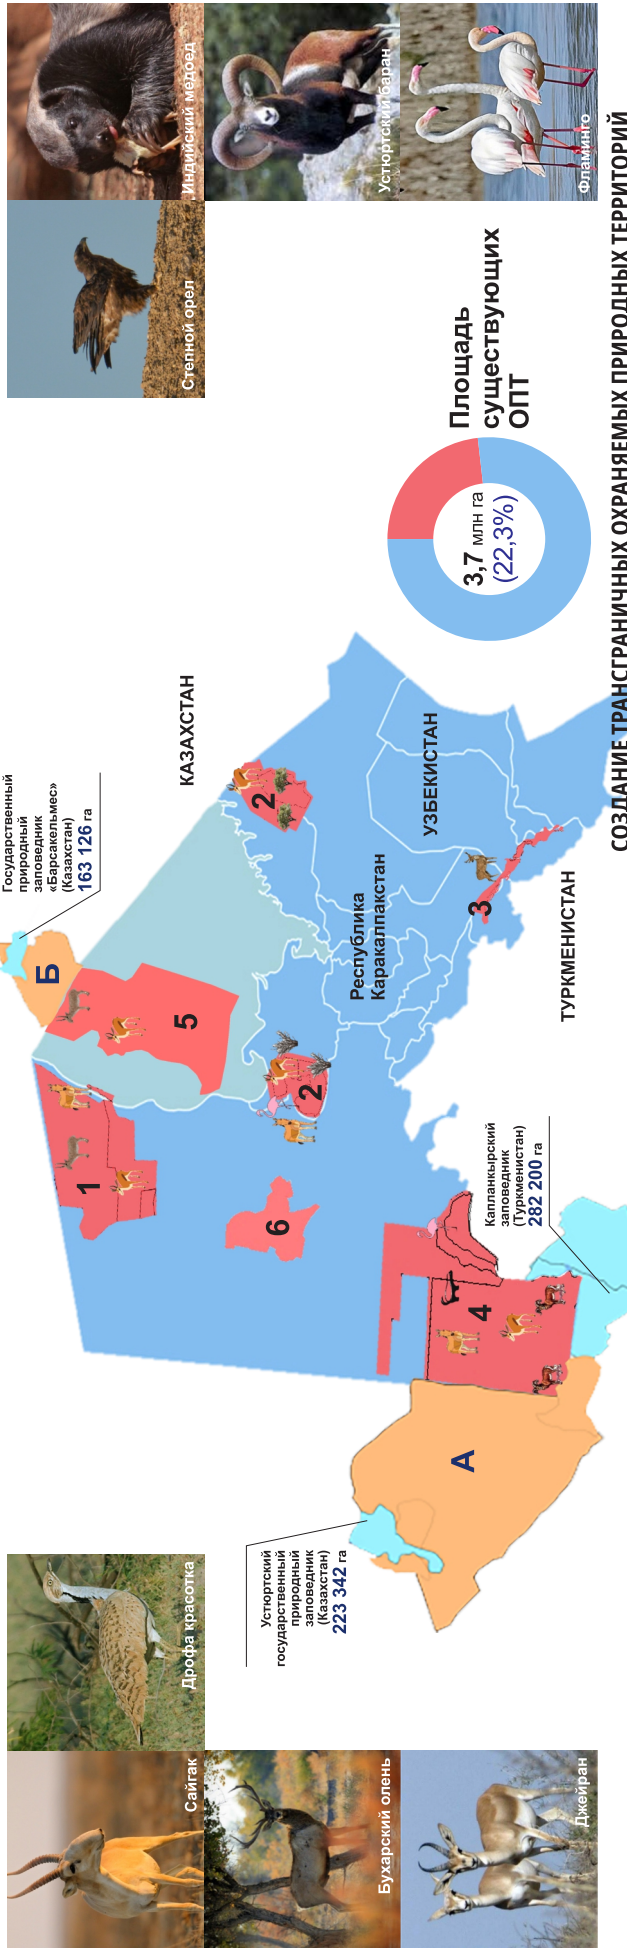 Сайгак
Дрофа красотка
Бухарский олень
Джейран
Степной орел
Индийский медоед
Устюртский баран
Фламинго
Устюртский
государственный
природный
заповедник
(Казахстан)
223 342 га
Государственный
природный
заповедник
«Барсакельмес»
(Казахстан)
163 126 га
КАЗАХСТАН
Б
1
5
2
2
6
Республика
Каракалпакстан
УЗБЕКИСТАН
3
4
А
Капланкырский
заповедник
(Туркменистан)
282 200 га
ТУРКМЕНИСТАН
Площадь
существующих
ОПТ
3,7 млн га
(22,3%)
СОЗДАНИЕ ТРАНСГРАНИЧНЫХ ОХРАНЯЕМЫХ ПРИРОДНЫХ ТЕРРИТОРИЙ